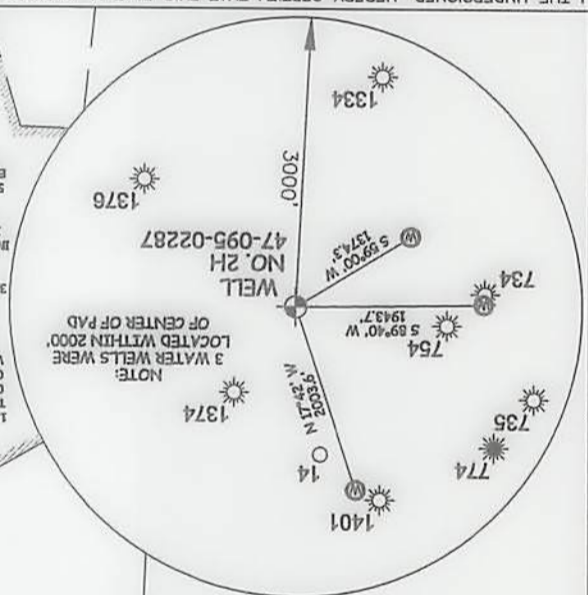 1401
774
14
735
1374
N 17°42' W
2003.6'
NOTE:
3 WATER WELLS WERE
LOCATED WITHIN 2000'
OF CENTER OF PAD
754
S 89°40' W
1943.7'
734
WELL
NO. 2H
47-095-02287
S 59°00' W
1374.3'
1376
3000'
1334